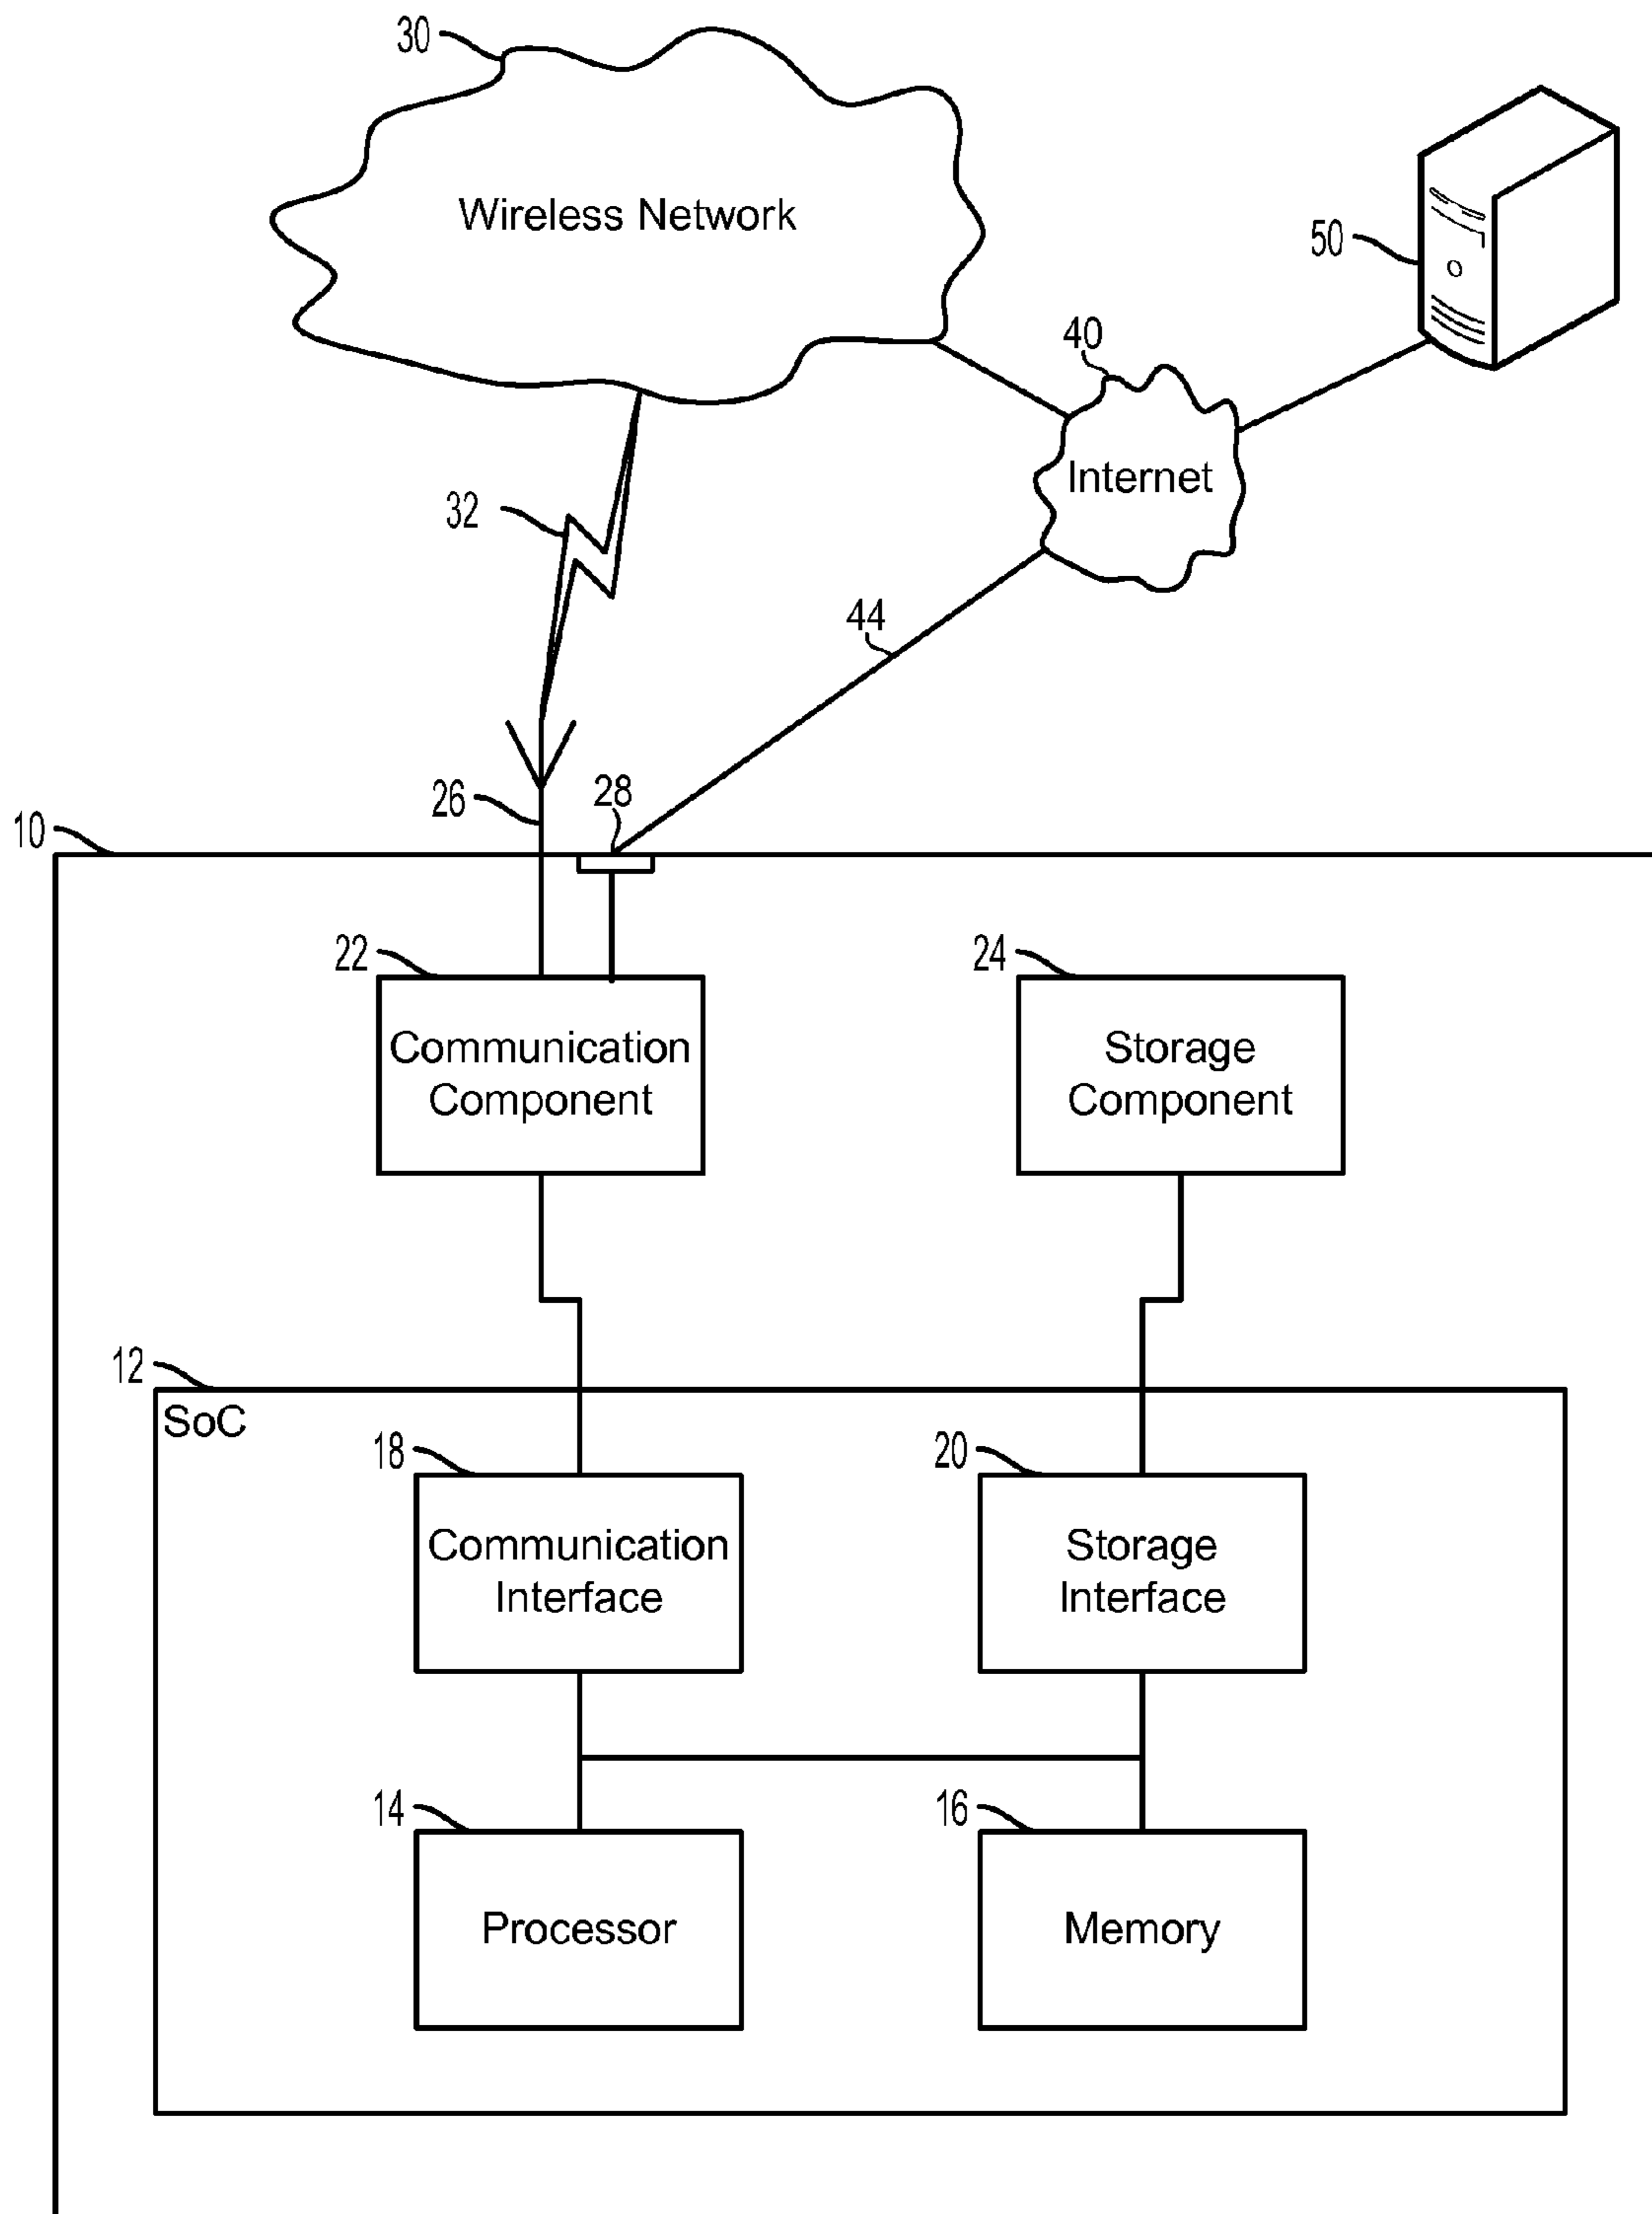 30
Wireless Network
50
40
Internet
32
44
26
28
10
22
24
Communication
Component
Storage
Component
12
SoC
18
20
Communication
Interface
Storage
Interface
14
16
Processor
Memory